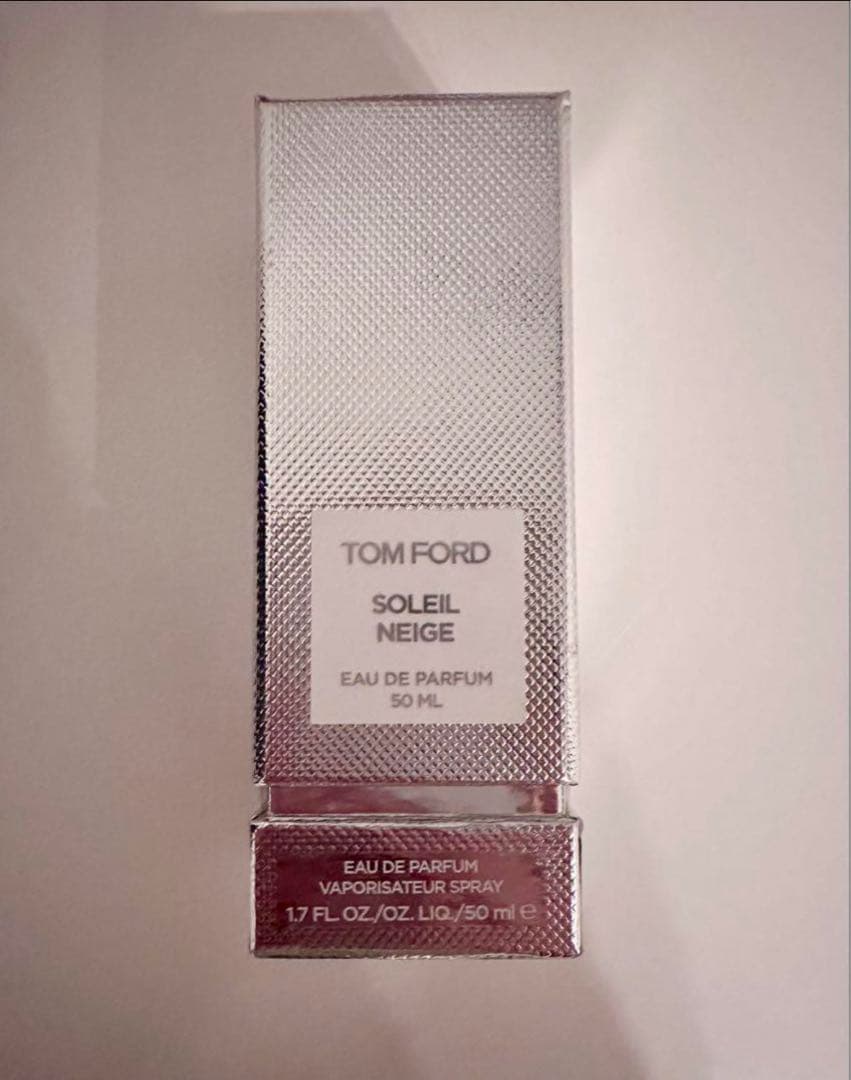 TOM FORD
SOLEIL
NEIGE
EAU DE PARFUM
50 ML
EAU DE PARFUM
VAPORISATEUR SPRAY
1.7 FL. OZ./OZ. LIQ./50 ml ℮